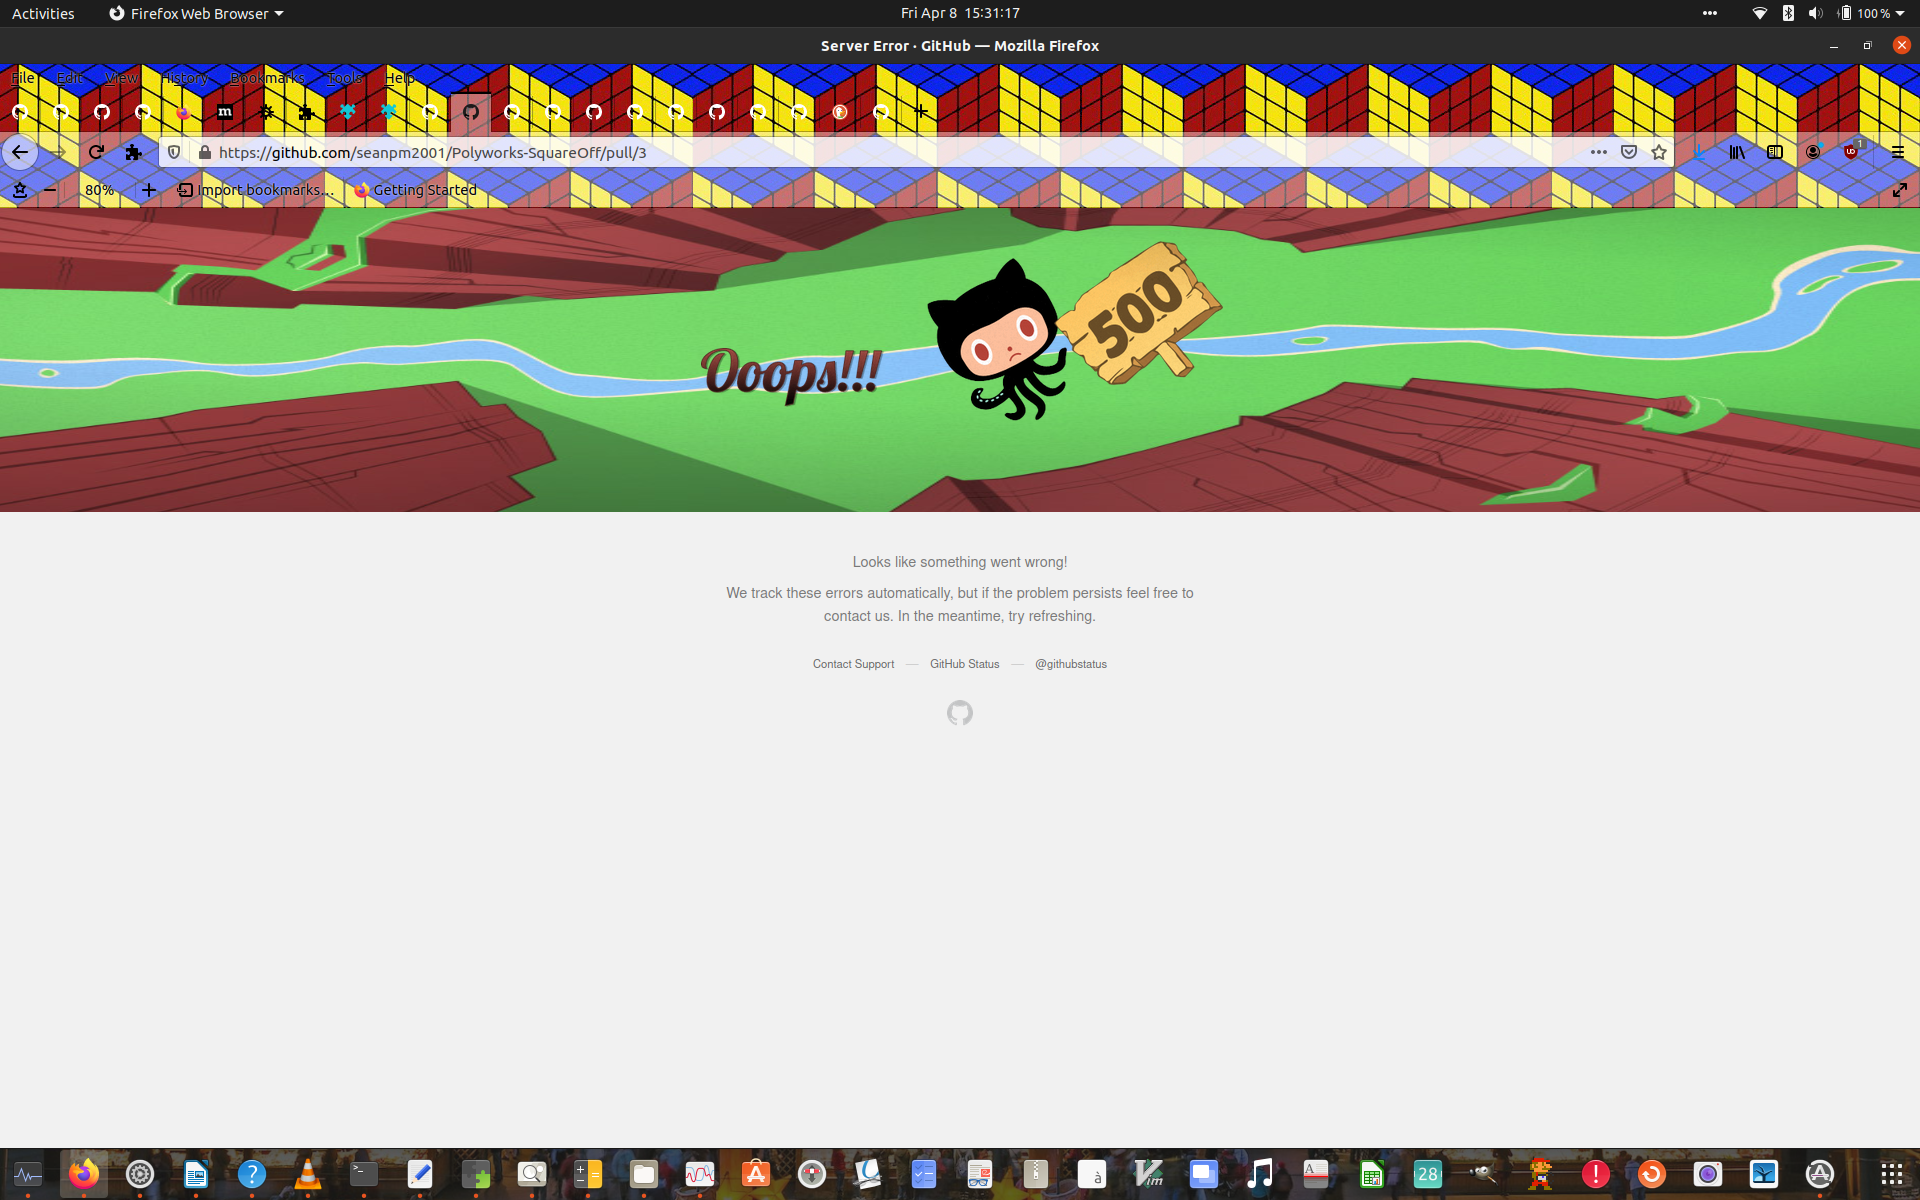 Activities
Firefox Web Browser
Fri Apr 8 15:31:17
100 %
Server Error · GitHub — Mozilla Firefox
File Edit View History Bookmarks Tools Help
m
https://github.com/seanpm2001/Polyworks-SquareOff/pull/3
1
80%
Import bookmarks…
Getting Started
Ooops!!!
500
Looks like something went wrong!
We track these errors automatically, but if the problem persists feel free to
contact us. In the meantime, try refreshing.
Contact Support — GitHub Status — @githubstatus
?
>_
à
Vim
A
28
!